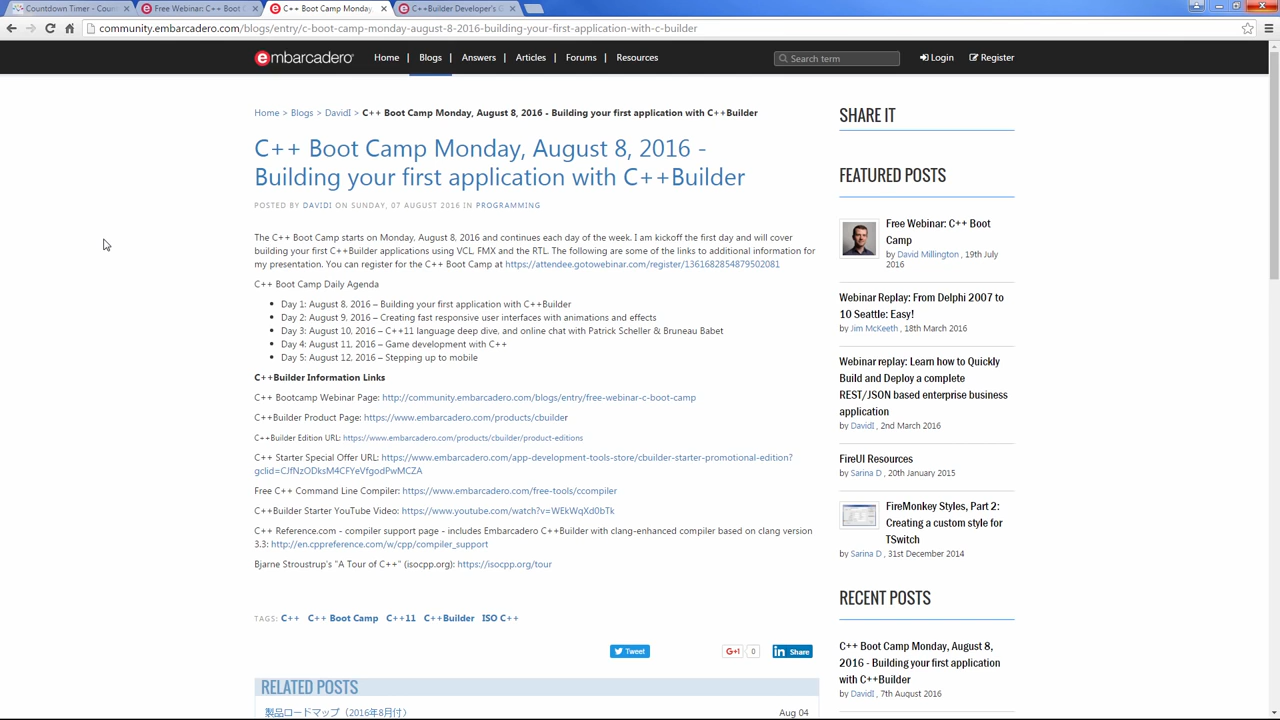 Countdown Timer - Coun
Free Webinar: C++ Boot C
C++ Boot Camp Monday,
C++Builder Developer's G
community.embarcadero.com/blogs/entry/c-boot-camp-monday-august-8-2016-building-your-first-application-with-c-builder
embarcadero
Home | Blogs | Answers | Articles | Forums | Resources
Search term
Login
Register
Home > Blogs > DavidI > C++ Boot Camp Monday, August 8, 2016 - Building your first application with C++Builder
C++ Boot Camp Monday, August 8, 2016 -
Building your first application with C++Builder
POSTED BY DAVIDI ON SUNDAY, 07 AUGUST 2016 IN PROGRAMMING
The C++ Boot Camp starts on Monday, August 8, 2016 and continues each day of the week. I am kickoff the first day and will cover
building your first C++Builder applications using VCL, FMX and the RTL. The following are some of the links to additional information for
my presentation. You can register for the C++ Boot Camp at https://attendee.gotowebinar.com/register/1361682854879502081
C++ Boot Camp Daily Agenda
• Day 1: August 8, 2016 – Building your first application with C++Builder
• Day 2: August 9, 2016 – Creating fast responsive user interfaces with animations and effects
• Day 3: August 10, 2016 – C++11 language deep dive, and online chat with Patrick Scheller & Bruneau Babet
• Day 4: August 11, 2016 – Game development with C++
• Day 5: August 12, 2016 – Stepping up to mobile
C++Builder Information Links
C++ Bootcamp Webinar Page: http://community.embarcadero.com/blogs/entry/free-webinar-c-boot-camp
C++Builder Product Page: https://www.embarcadero.com/products/cbuilder
C++Builder Edition URL: https://www.embarcadero.com/products/cbuilder/product-editions
C++ Starter Special Offer URL: https://www.embarcadero.com/app-development-tools-store/cbuilder-starter-promotional-edition?
gclid=CJfNzODksM4CFYeVfgodPwMCZA
Free C++ Command Line Compiler: https://www.embarcadero.com/free-tools/ccompiler
C++Builder Starter YouTube Video: https://www.youtube.com/watch?v=WEkWqXd0bTk
C++ Reference.com - compiler support page - includes Embarcadero C++Builder with clang-enhanced compiler based on clang version
3.3: http://en.cppreference.com/w/cpp/compiler_support
Bjarne Stroustrup's "A Tour of C++" (isocpp.org): https://isocpp.org/tour
TAGS: C++ C++ Boot Camp C++11 C++Builder ISO C++
Tweet
G+1 0
in Share
RELATED POSTS
製品ロードマップ（2016年8月付） Aug 04
SHARE IT
FEATURED POSTS
Free Webinar: C++ Boot
Camp
by David Millington , 19th July
2016
Webinar Replay: From Delphi 2007 to
10 Seattle: Easy!
by Jim McKeeth , 18th March 2016
Webinar replay: Learn how to Quickly
Build and Deploy a complete
REST/JSON based enterprise business
application
by DavidI , 2nd March 2016
FireUI Resources
by Sarina D , 20th January 2015
FireMonkey Styles, Part 2:
Creating a custom style for
TSwitch
by Sarina D , 31st December 2014
RECENT POSTS
C++ Boot Camp Monday, August 8,
2016 - Building your first application
with C++Builder
by DavidI , 7th August 2016